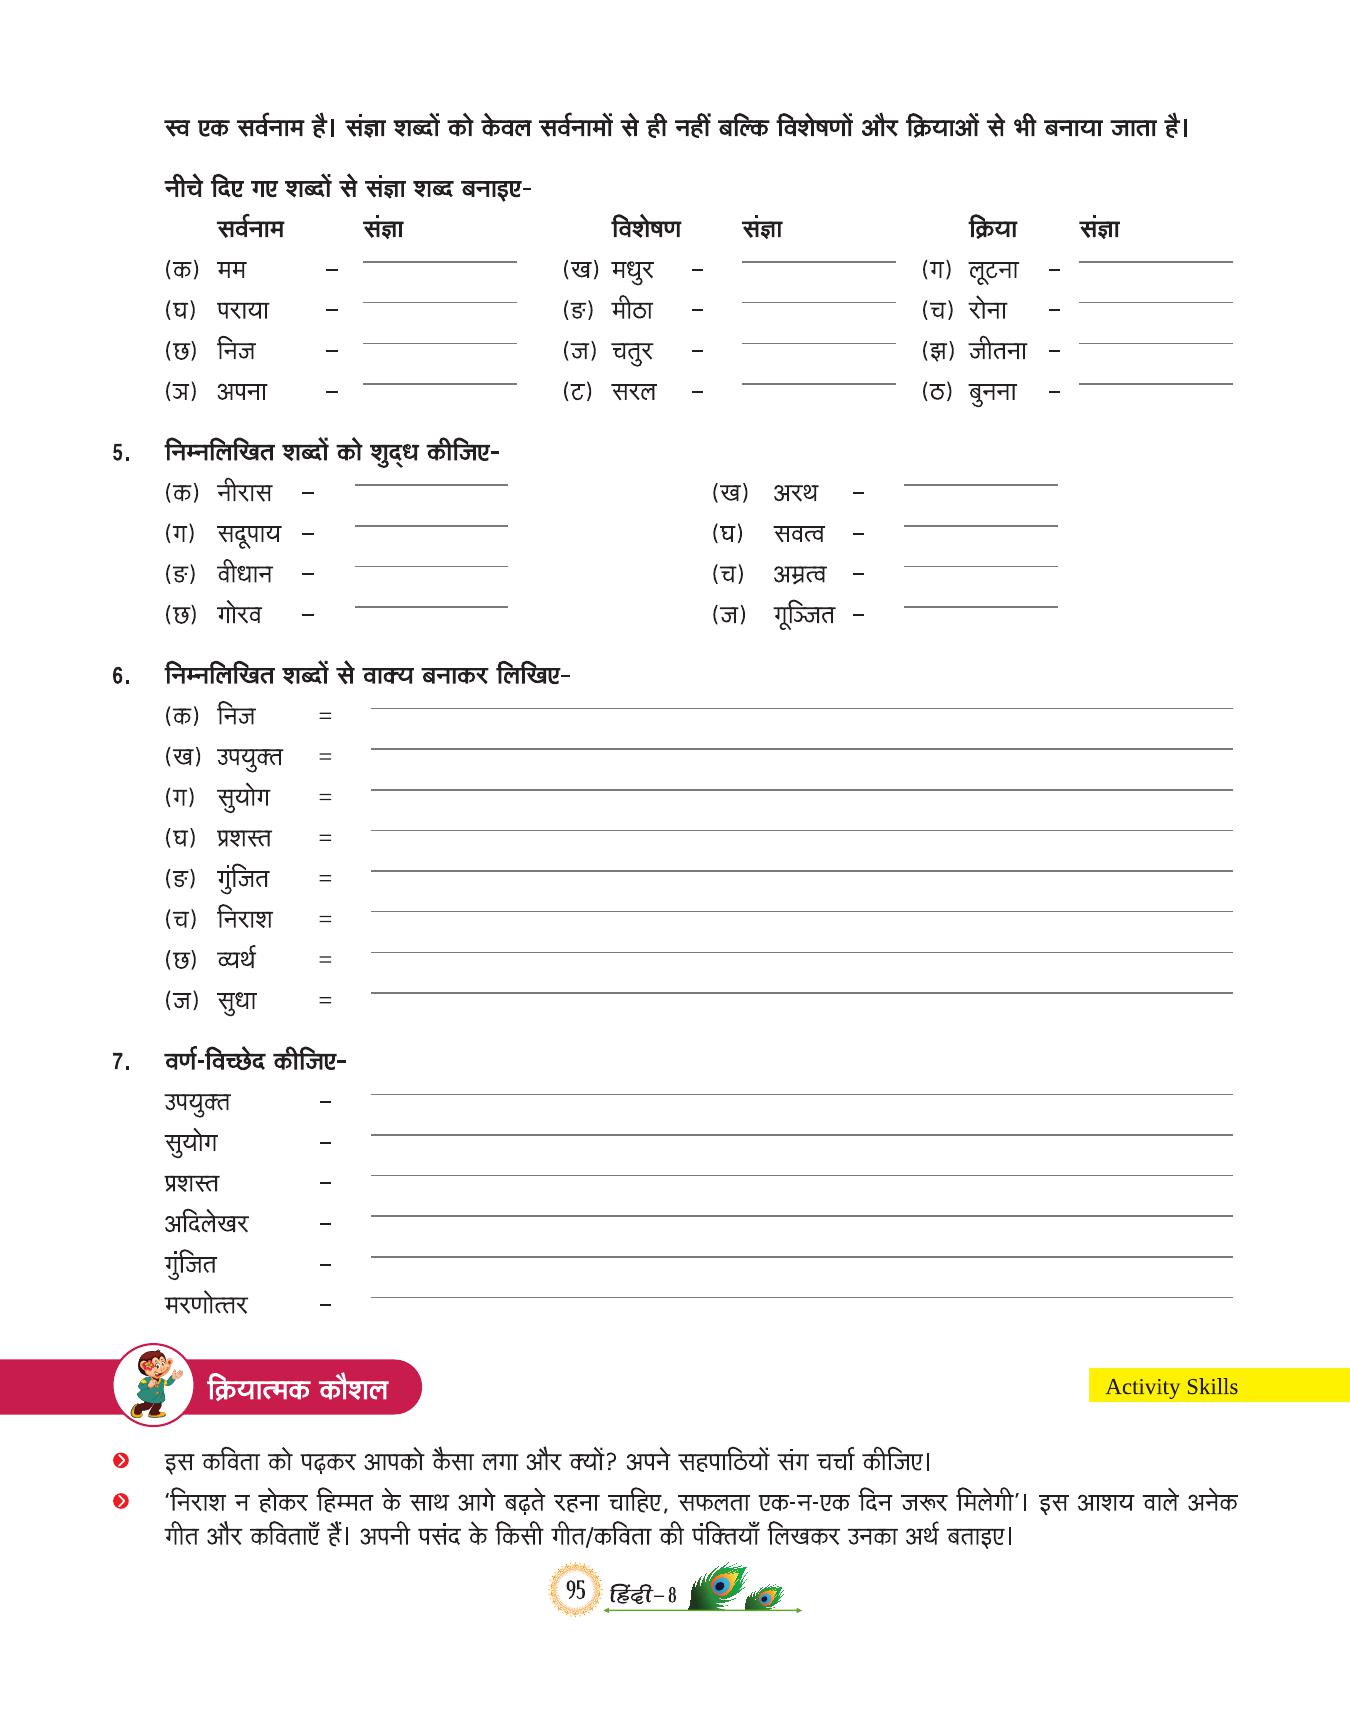 स्व एक सर्वनाम है। संज्ञा शब्दों को केवल सर्वनामों से ही नहीं बल्कि विशेषणों और क्रियाओं से भी बनाया जाता है।
नीचे दिए गए शब्दों से संज्ञा शब्द बनाइए–
सर्वनाम संज्ञा विशेषण संज्ञा क्रिया संज्ञा
(क) मम – (ख) मधुर – (ग) लूटना –
(घ) पराया – (ङ) मीठा – (च) रोना –
(छ) निज – (ज) चतुर – (झ) जीतना –
(ञ) अपना – (ट) सरल – (ठ) बुनना –
5. निम्नलिखित शब्दों को शुद्ध कीजिए–
(क) नीरास – (ख) अरथ –
(ग) सदूपाय – (घ) सवत्व –
(ङ) वीधान – (च) अम्रत्व –
(छ) गोरव – (ज) गूञ्जित –
6. निम्नलिखित शब्दों से वाक्य बनाकर लिखिए–
(क) निज =
(ख) उपयुक्त =
(ग) सुयोग =
(घ) प्रशस्त =
(ङ) गुंजित =
(च) निराश =
(छ) व्यर्थ =
(ज) सुधा =
7. वर्ण-विच्छेद कीजिए–
उपयुक्त –
सुयोग –
प्रशस्त –
अदिलेखर –
गुंजित –
मरणोत्तर –
क्रियात्मक कौशल
Activity Skills
इस कविता को पढ़कर आपको कैसा लगा और क्यों? अपने सहपाठियों संग चर्चा कीजिए।
‘निराश न होकर हिम्मत के साथ आगे बढ़ते रहना चाहिए, सफलता एक-न-एक दिन जरूर मिलेगी’। इस आशय वाले अनेक
गीत और कविताएँ हैं। अपनी पसंद के किसी गीत/कविता की पंक्तियाँ लिखकर उनका अर्थ बताइए।
95 हिंदी–8